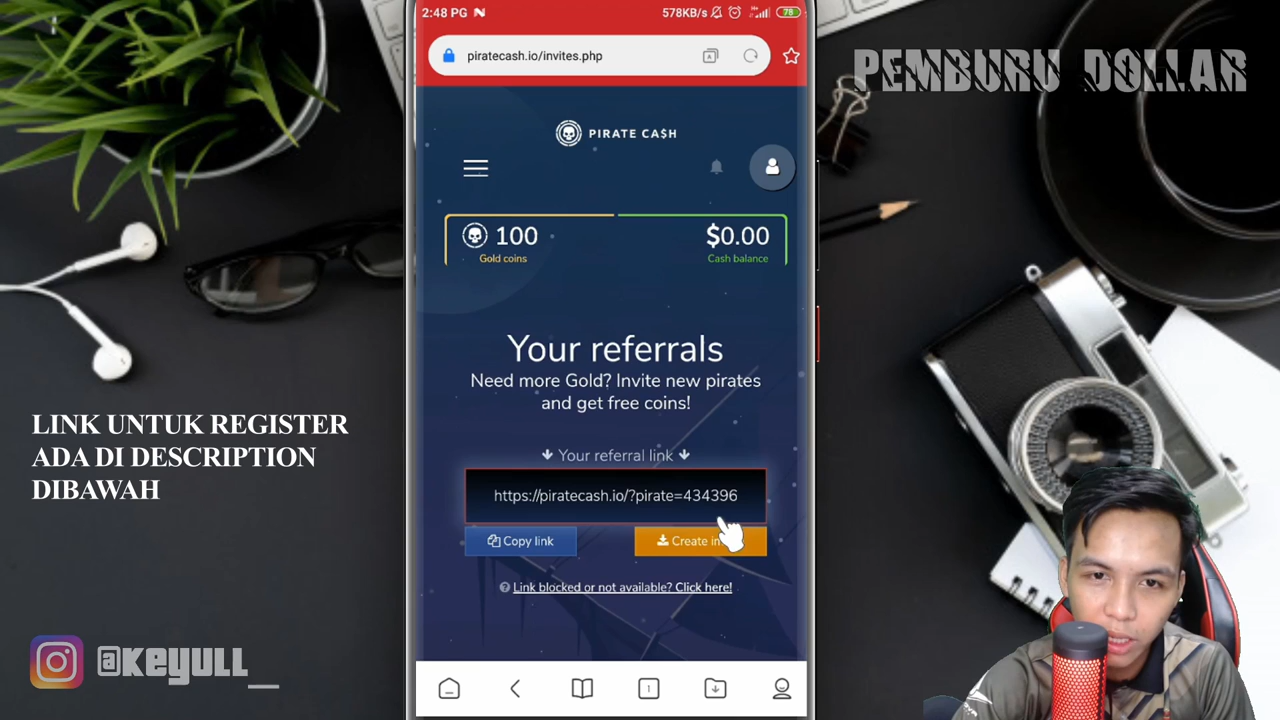 2:48 PG
578KB/s
78
piratecash.io/invites.php
PEMBURU DOLLAR
PIRATE CA$H
100
$0.00
Gold coins
Cash balance
Your referrals
Need more Gold? Invite new pirates
and get free coins!
Your referral link
https://piratecash.io/?pirate=434396
Copy link
Create in
Link blocked or not available? Click here!
LINK UNTUK REGISTER
ADA DI DESCRIPTION
DIBAWAH
@KEYULL_
1